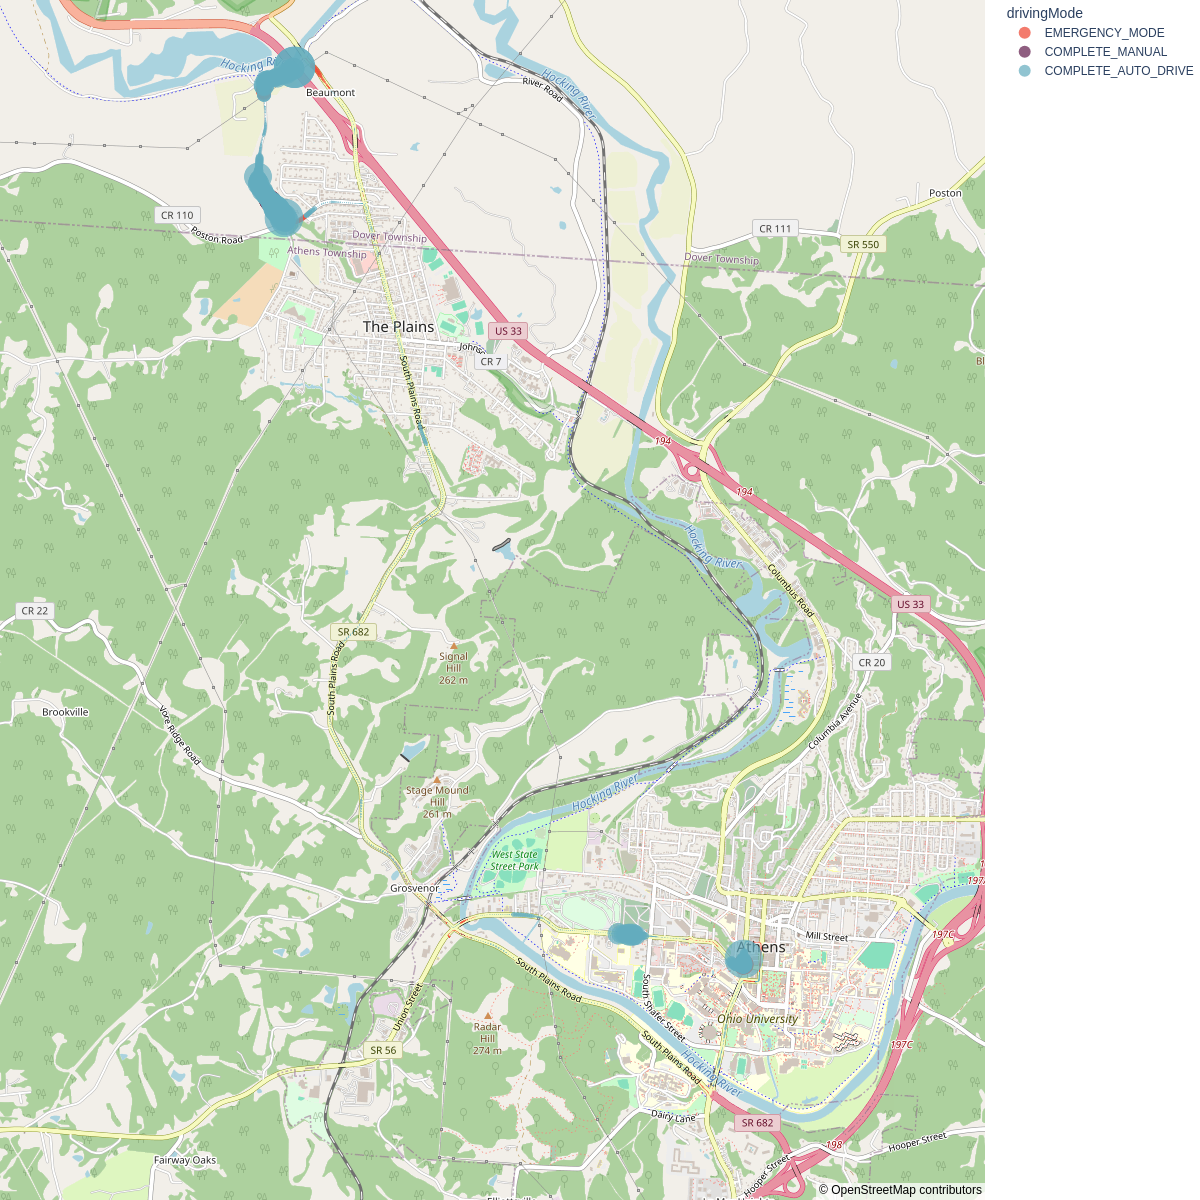 drivingMode
EMERGENCY_MODE
COMPLETE_MANUAL
COMPLETE_AUTO_DRIVE
Hocking River
Beaumont
River Road
Hocking River
Poston
CR 110
Poston Road
CR 111
SR 550
Dover Township
Athens Township
Dover Township
The Plains
US 33
CR 7
South Plains Road
194
194
Hocking River
Columbus Road
US 33
CR 22
SR 682
South Plains Road
Signal
Hill
262 m
CR 20
Brookville
Vore Ridge Road
Columbia Avenue
Stage Mound
Hill
261 m
Hocking River
West State
Street Park
Grosvenor
197C
Mill Street
Athens
South Plains Road
South Shafer Street
Union Street
Ohio University
Radar
Hill
274 m
SR 56
197C
South Plains Road
Hocking River
Dairy Lane
SR 682
198
Hooper Street
Hooper Street
Fairway Oaks
© OpenStreetMap contributors